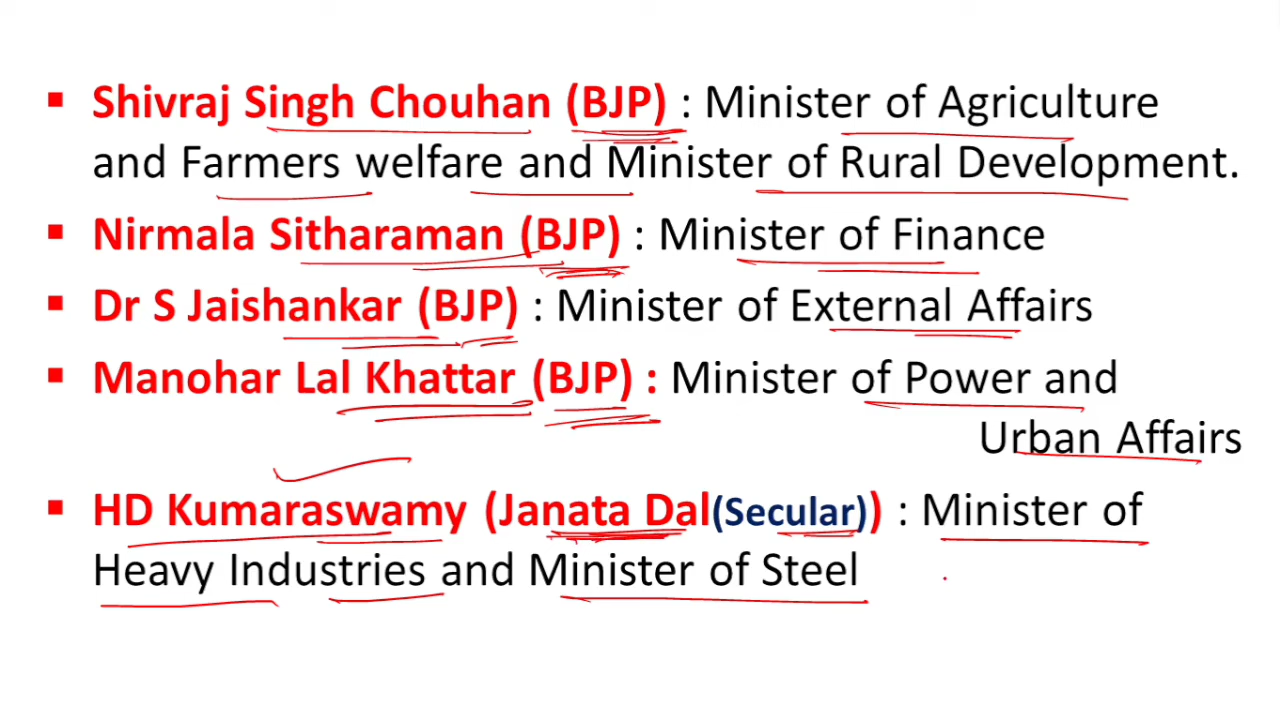 ▪ Shivraj Singh Chouhan (BJP) : Minister of Agriculture
and Farmers welfare and Minister of Rural Development.
▪ Nirmala Sitharaman (BJP) : Minister of Finance
▪ Dr S Jaishankar (BJP) : Minister of External Affairs
▪ Manohar Lal Khattar (BJP) : Minister of Power and
Urban Affairs
▪ HD Kumaraswamy (Janata Dal(Secular)) : Minister of
Heavy Industries and Minister of Steel